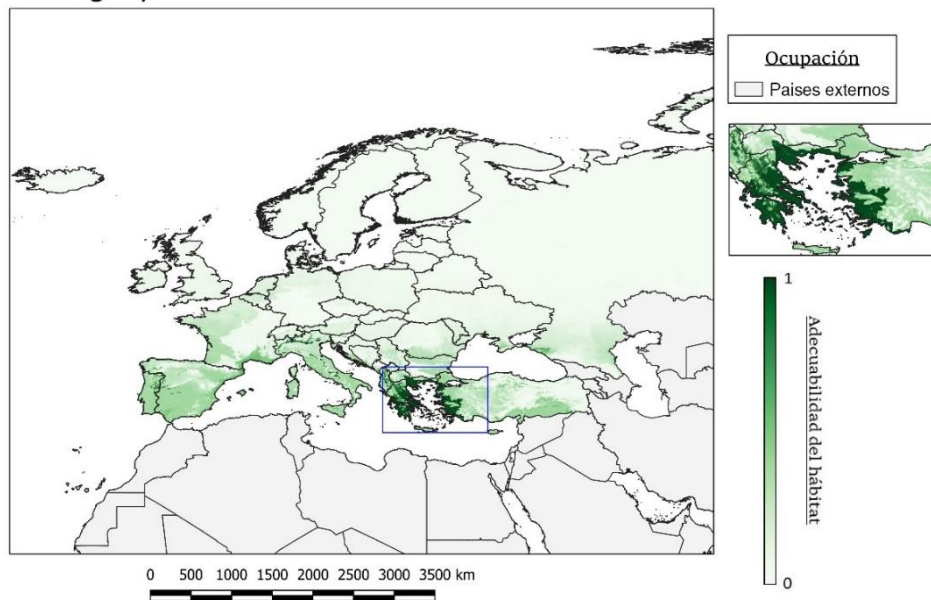 Ocupación
Paises externos
1
Adecuabilidad del hábitat
0
0 500 1000 1500 2000 2500 3000 3500 km